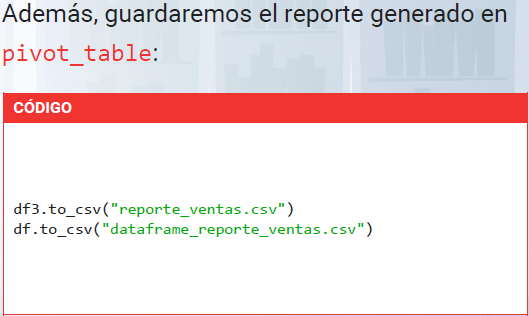 Además, guardaremos el reporte generado en
pivot_table:
CÓDIGO
df3.to_csv("reporte_ventas.csv")
df.to_csv("dataframe_reporte_ventas.csv")